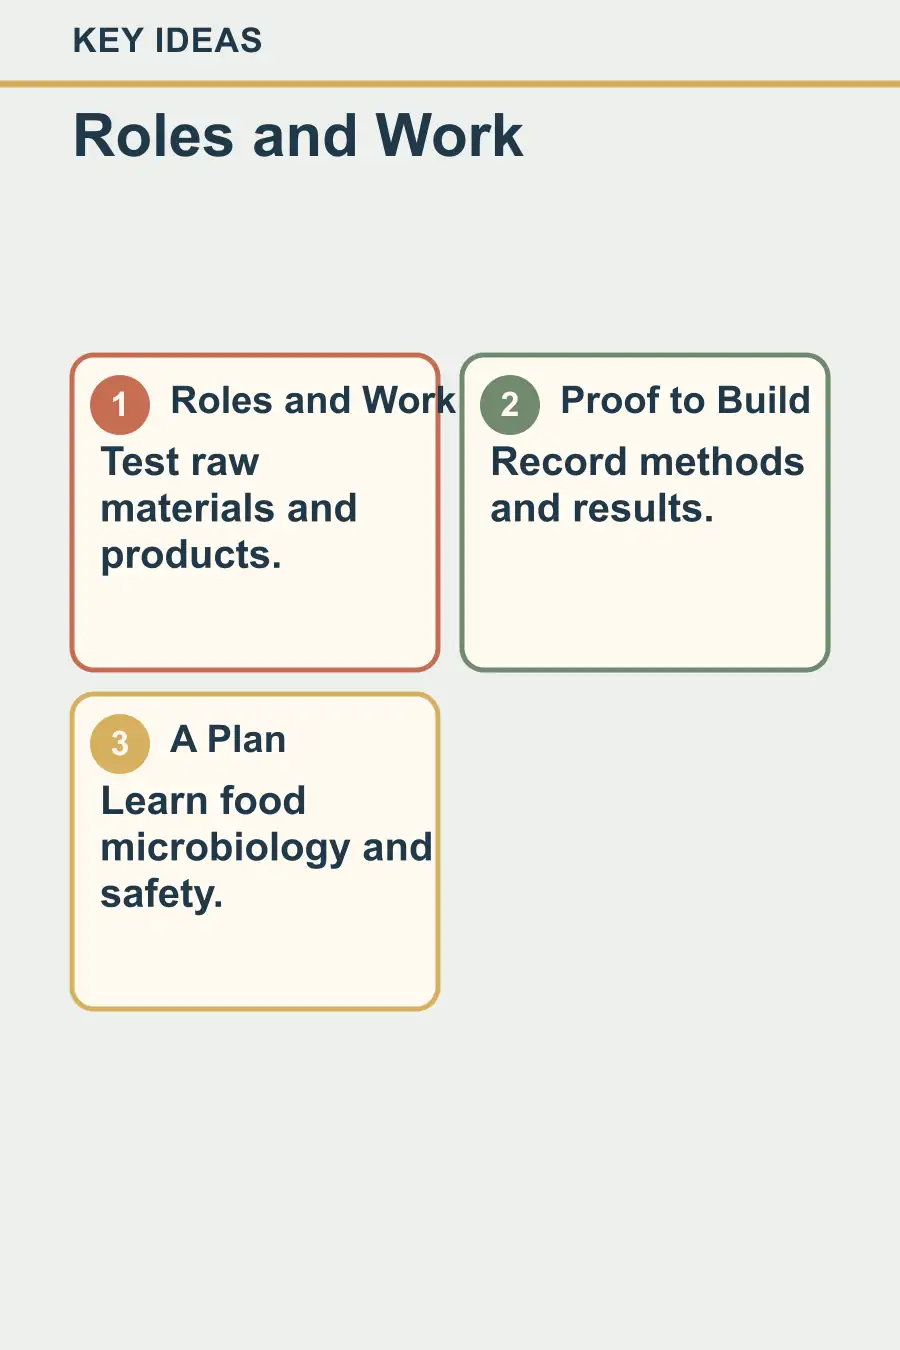 KEY IDEAS
Roles and Work
1 Roles and Work
Test raw
materials and
products.
2 Proof to Build
Record methods
and results.
3 A Plan
Learn food
microbiology and
safety.